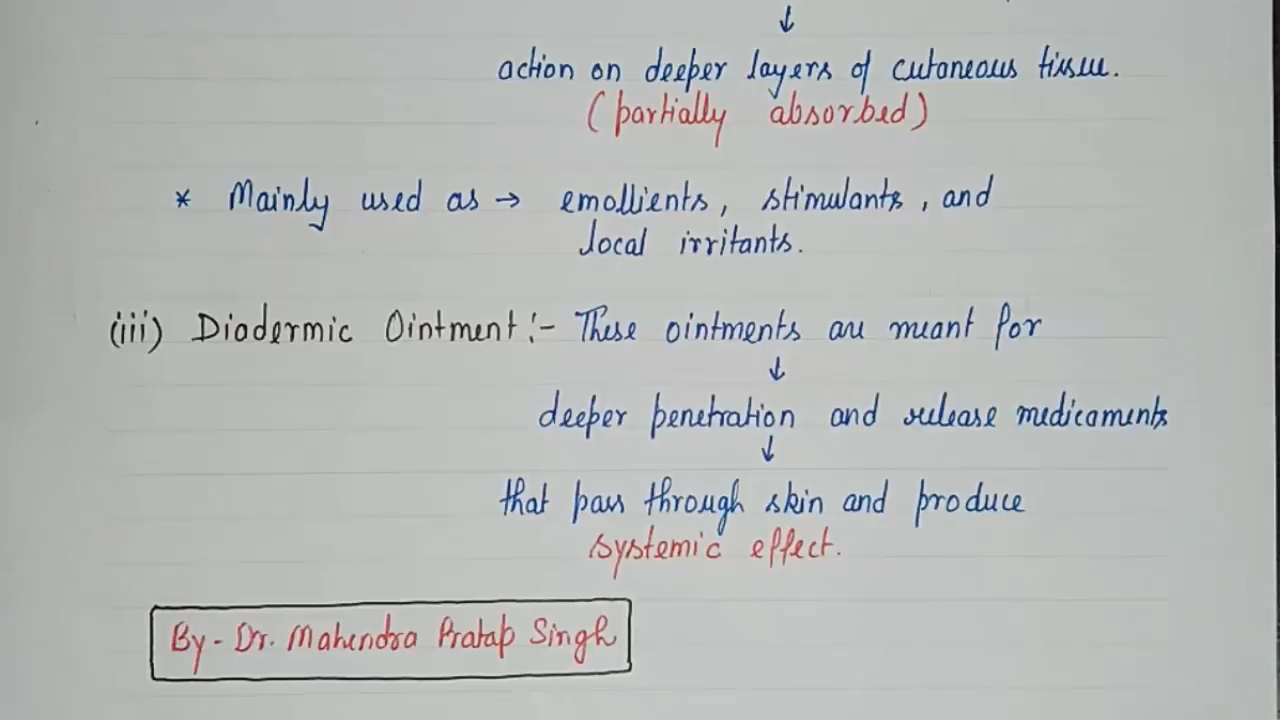 ↓
action on deeper layers of cutaneous tissue.
(partially absorbed)
* Mainly used as → emollients, stimulants, and
local irritants.
(iii) Diadermic Ointment:- These ointments are meant for
↓
deeper penetration and release medicaments
↓
that pass through skin and produce
systemic effect.
By - Dr. Mahendra Pratap Singh